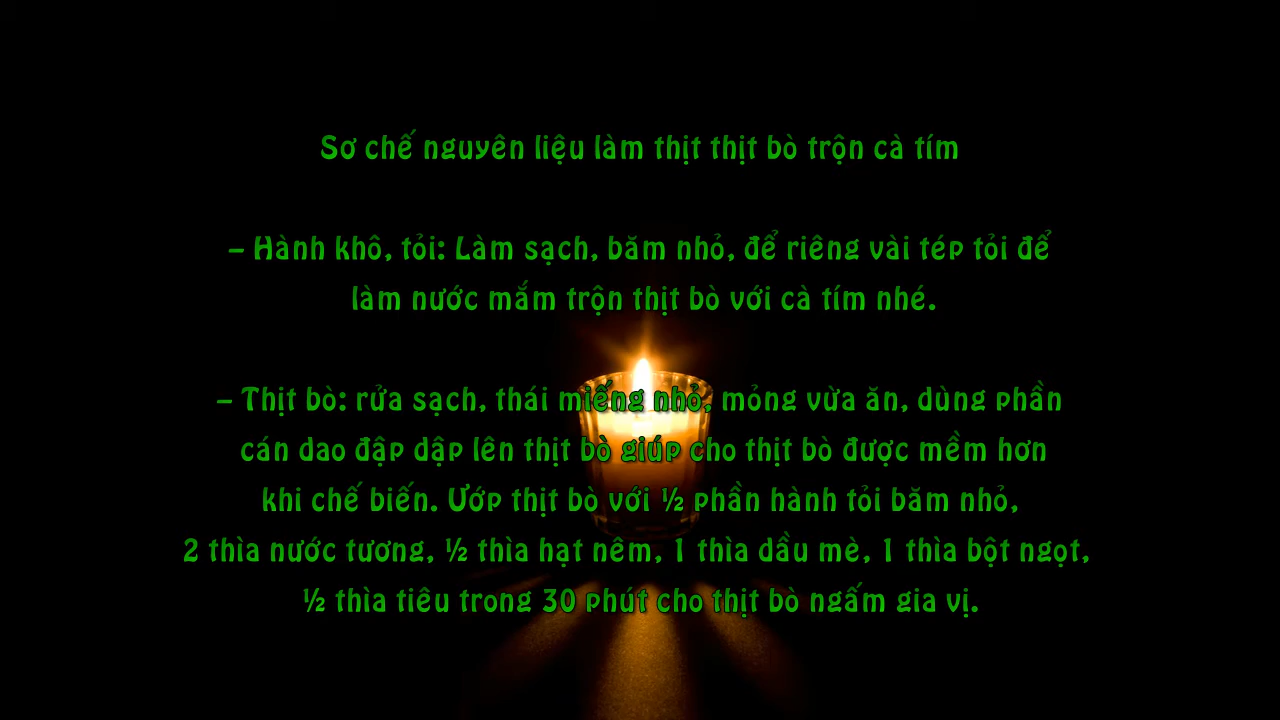 Sơ chế nguyên liệu làm thịt thịt bò trộn cà tím
– Hành khô, tỏi: Làm sạch, băm nhỏ, để riêng vài tép tỏi để
làm nước mắm trộn thịt bò với cà tím nhé.
– Thịt bò: rửa sạch, thái miếng nhỏ, mỏng vừa ăn, dùng phần
cán dao đập dập lên thịt bò giúp cho thịt bò được mềm hơn
khi chế biến. Ướp thịt bò với ½ phần hành tỏi băm nhỏ,
2 thìa nước tương, ½ thìa hạt nêm, 1 thìa dầu mè, 1 thìa bột ngọt,
½ thìa tiêu trong 30 phút cho thịt bò ngấm gia vị.